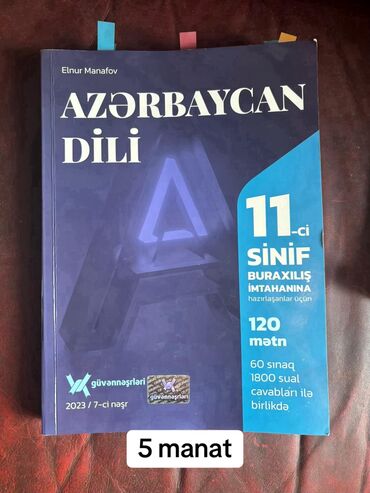 Elnur Manafov
AZƏRBAYCAN
DİLİ
11-ci
SİNİF
BURAXILIŞ
İMTAHANINA
hazırlaşanlar üçün
120
mətn
60 sınaq
1800 sual
cavabları ilə
birlikdə
güvənnəşrləri
2023 / 7-ci nəşr
güvənnəşrləri
5 manat